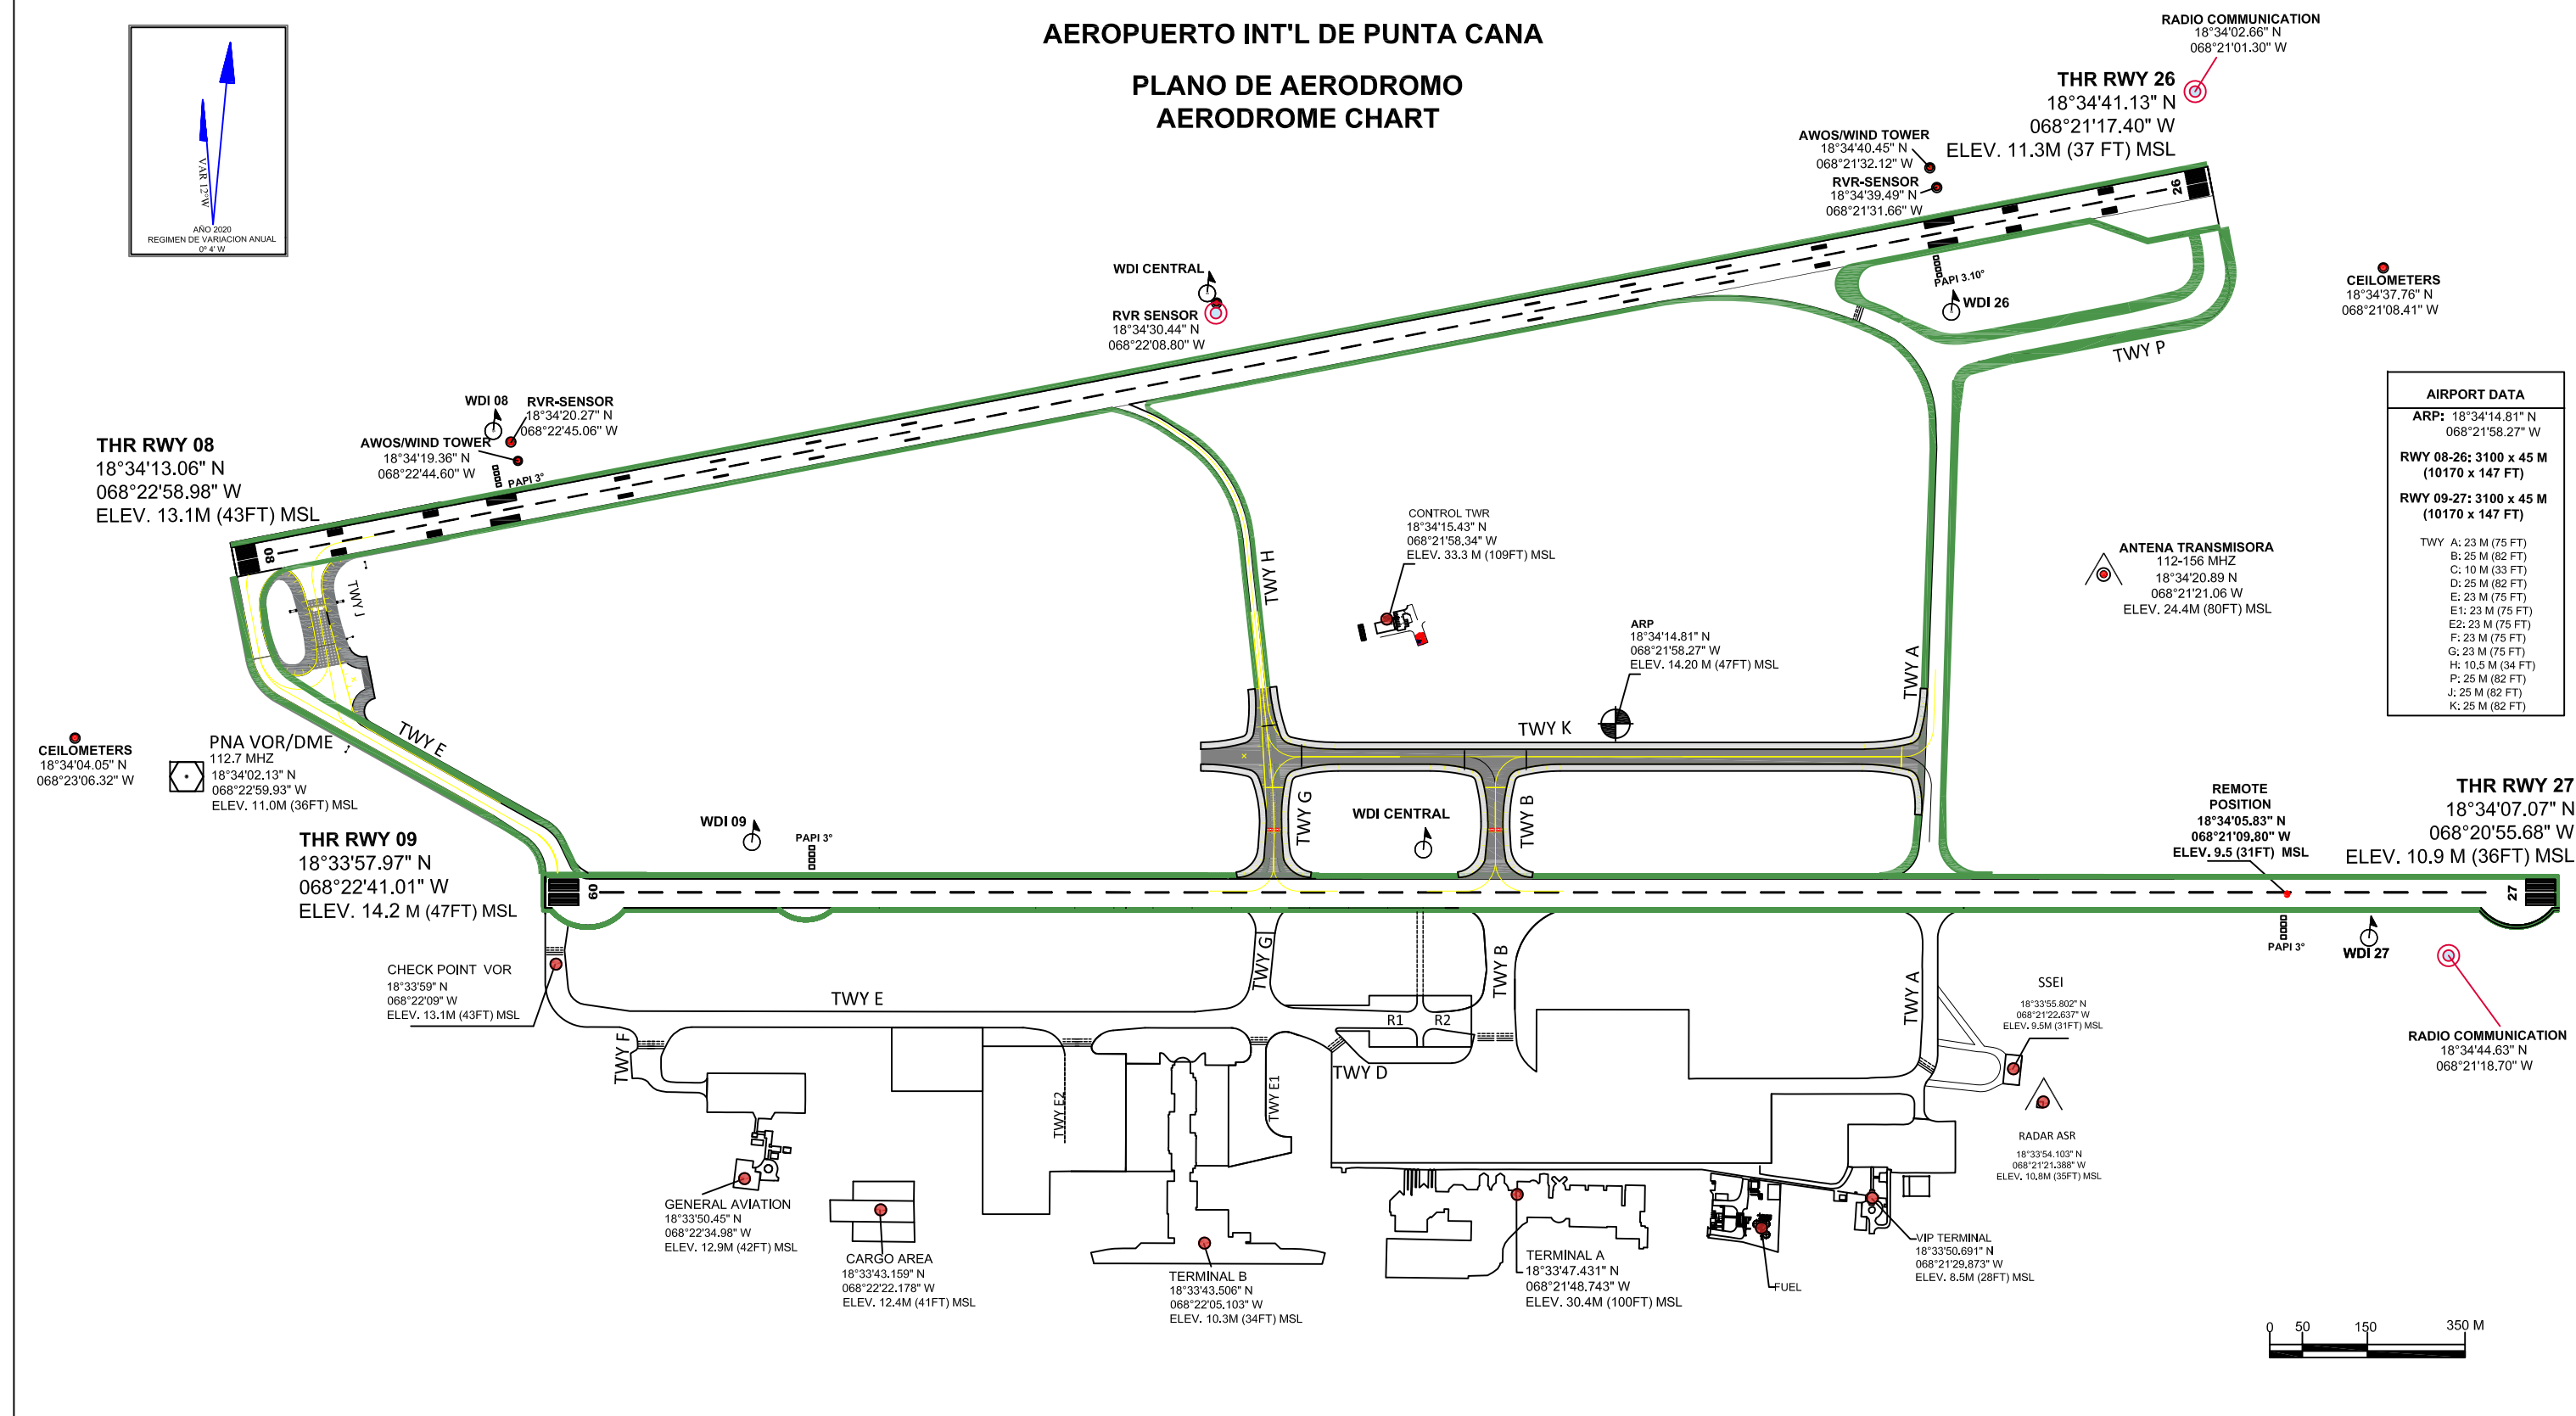 AEROPUERTO INT'L DE PUNTA CANA
PLANO DE AERODROMO
AERODROME CHART
VAR 12°W
AÑO 2020
REGIMEN DE VARIACION ANUAL
0° 4' W
RADIO COMMUNICATION
18°34'02.66" N
068°21'01.30" W
THR RWY 26
18°34'41.13" N
068°21'17.40" W
ELEV. 11.3M (37 FT) MSL
AWOS/WIND TOWER
18°34'40.45" N
068°21'32.12" W
RVR-SENSOR
18°34'39.49" N
068°21'31.66" W
26
PAPI 3.10°
WDI 26
TWY P
CEILOMETERS
18°34'37.76" N
068°21'08.41" W
WDI CENTRAL
RVR SENSOR
18°34'30.44" N
068°22'08.80" W
WDI 08
RVR-SENSOR
18°34'20.27" N
068°22'45.06" W
AWOS/WIND TOWER
18°34'19.36" N
068°22'44.60" W
PAPI 3°
THR RWY 08
18°34'13.06" N
068°22'58.98" W
ELEV. 13.1M (43FT) MSL
08
TWY J
TWY H
CONTROL TWR
18°34'15.43" N
068°21'58,34" W
ELEV. 33.3 M (109FT) MSL
ARP
18°34'14.81" N
068°21'58.27" W
ELEV. 14.20 M (47FT) MSL
TWY A
ANTENA TRANSMISORA
112-156 MHZ
18°34'20.89 N
068°21'21.06 W
ELEV. 24.4M (80FT) MSL
AIRPORT DATA
ARP: 18°34'14.81" N
068°21'58.27" W
RWY 08-26: 3100 x 45 M
(10170 x 147 FT)
RWY 09-27: 3100 x 45 M
(10170 x 147 FT)
TWY A: 23 M (75 FT)
B: 25 M (82 FT)
C: 10 M (33 FT)
D: 25 M (82 FT)
E: 23 M (75 FT)
E1: 23 M (75 FT)
E2: 23 M (75 FT)
F: 23 M (75 FT)
G: 23 M (75 FT)
H: 10.5 M (34 FT)
P: 25 M (82 FT)
J: 25 M (82 FT)
K: 25 M (82 FT)
CEILOMETERS
18°34'04.05" N
068°23'06.32" W
PNA VOR/DME
112.7 MHZ
18°34'02.13" N
068°22'59.93" W
ELEV. 11.0M (36FT) MSL
TWY E
TWY K
TWY G
TWY B
WDI CENTRAL
WDI 09
PAPI 3°
THR RWY 09
18°33'57.97" N
068°22'41.01" W
ELEV. 14.2 M (47FT) MSL
09
REMOTE
POSITION
18°34'05.83" N
068°21'09.80" W
ELEV. 9.5 (31FT) MSL
THR RWY 27
18°34'07.07" N
068°20'55.68" W
ELEV. 10.9 M (36FT) MSL
27
PAPI 3°
WDI 27
CHECK POINT VOR
18°33'59" N
068°22'09" W
ELEV. 13.1M (43FT) MSL
TWY E
TWY G
TWY B
TWY A
R1
R2
TWY F
TWY E2
TWY E1
TWY D
SSEI
18°33'55.802" N
068°21'22.637" W
ELEV. 9.5M (31FT) MSL
RADIO COMMUNICATION
18°34'44.63" N
068°21'18.70" W
RADAR ASR
18°33'54.103" N
068°21'21.388" W
ELEV. 10.8M (35FT) MSL
GENERAL AVIATION
18°33'50.45" N
068°22'34.98" W
ELEV. 12.9M (42FT) MSL
CARGO AREA
18°33'43.159" N
068°22'22.178" W
ELEV. 12.4M (41FT) MSL
TERMINAL B
18°33'43.506" N
068°22'05.103" W
ELEV. 10.3M (34FT) MSL
TERMINAL A
18°33'47.431" N
068°21'48.743" W
ELEV. 30.4M (100FT) MSL
FUEL
VIP TERMINAL
18°33'50.691" N
068°21'29.873" W
ELEV. 8.5M (28FT) MSL
0 50 150 350 M